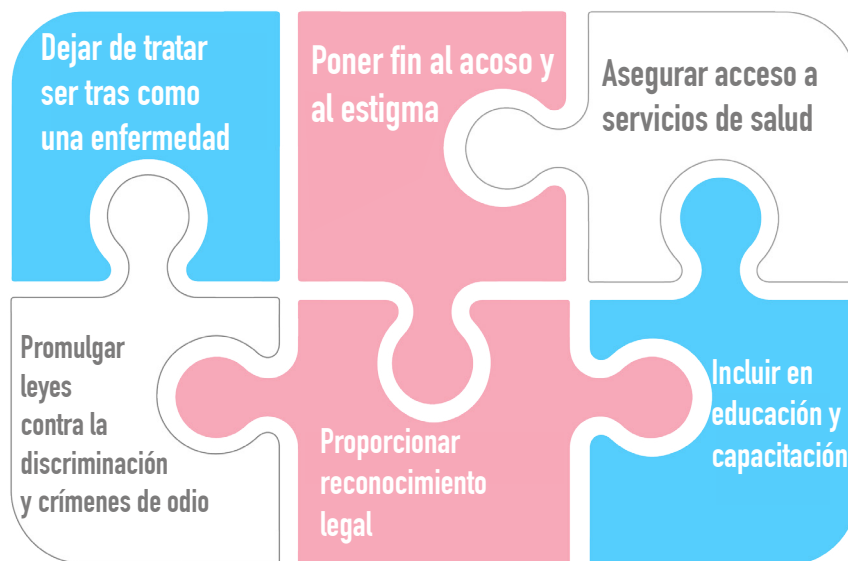 Dejar de tratar
ser tras como
una enfermedad
Poner fin al acoso y
al estigma
Asegurar acceso a
servicios de salud
Promulgar
leyes
contra la
discriminación
y crímenes de odio
Proporcionar
reconocimiento
legal
Incluir en
educación y
capacitación